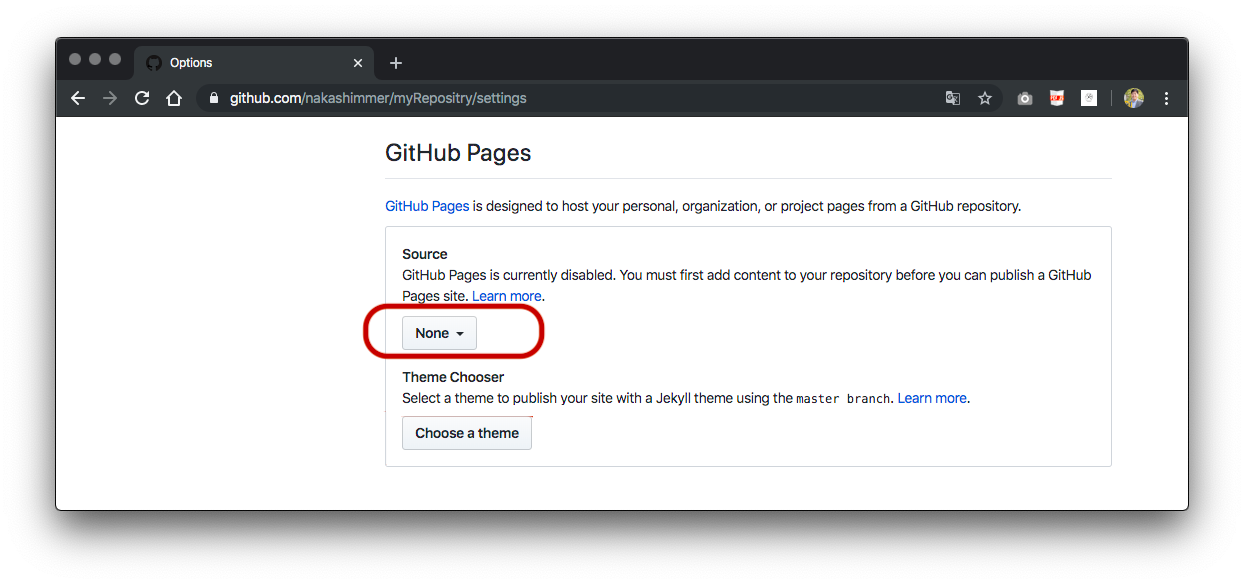 Options
github.com/nakashimmer/myRepositry/settings
GitHub Pages
GitHub Pages is designed to host your personal, organization, or project pages from a GitHub repository.
Source
GitHub Pages is currently disabled. You must first add content to your repository before you can publish a GitHub
Pages site. Learn more.
None
Theme Chooser
Select a theme to publish your site with a Jekyll theme using the master branch. Learn more.
Choose a theme